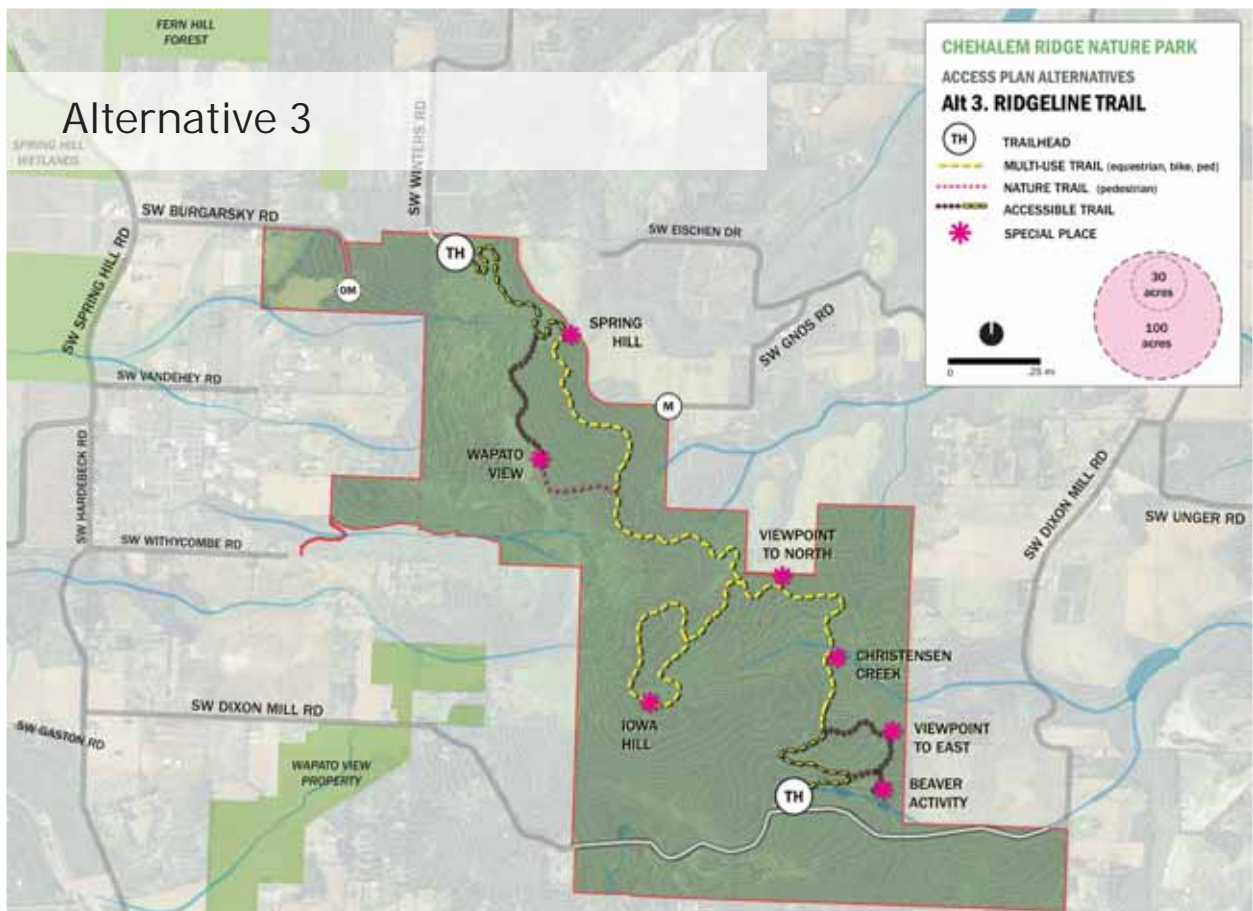 FERN HILL
FOREST
Alternative 3
SPRING HILL
WETLANDS
SW WINTERS RD
SW BURGARSKY RD
SW SPRING HILL RD
TH
OM
SW EISCHEN DR
SPRING
HILL
SW GNOS RD
SW VANDEHEY RD
M
WAPATO
VIEW
SW HARDEBECK RD
SW WITHYCOMBE RD
SW DIXON MILL RD
SW UNGER RD
VIEWPOINT
TO NORTH
CHRISTENSEN
CREEK
IOWA
HILL
VIEWPOINT
TO EAST
BEAVER
ACTIVITY
TH
SW DIXON MILL RD
SW GASTON RD
WAPATO VIEW
PROPERTY
CHEHALEM RIDGE NATURE PARK
ACCESS PLAN ALTERNATIVES
Alt 3. RIDGELINE TRAIL
TH TRAILHEAD
MULTI-USE TRAIL (equestrian, bike, ped)
NATURE TRAIL (pedestrian)
ACCESSIBLE TRAIL
SPECIAL PLACE
30
acres
100
acres
0 .25 mi